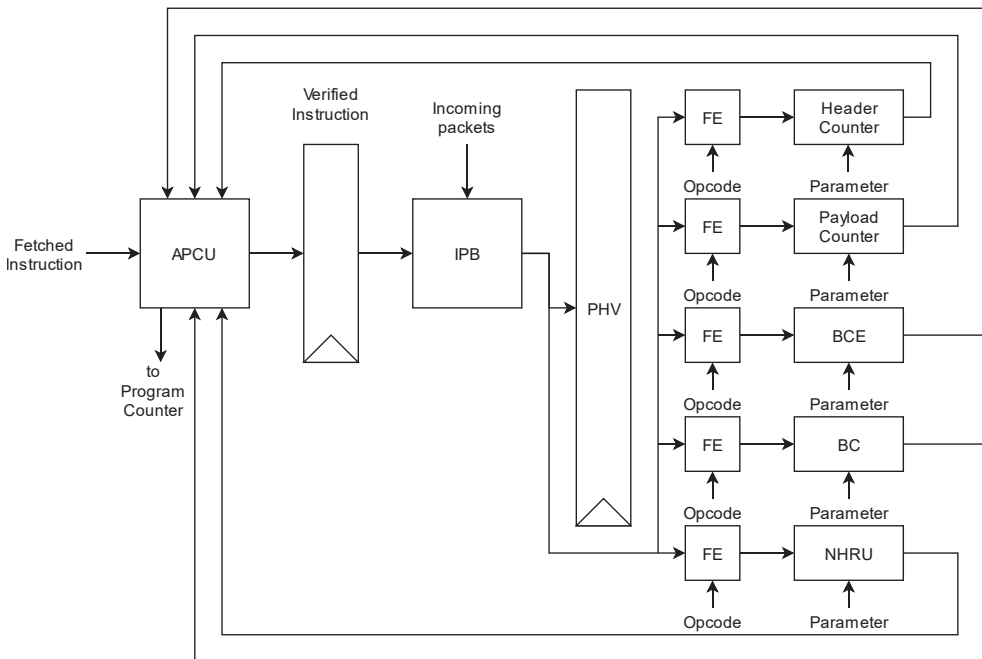 Verified
Instruction
Incoming
packets
FE
Header
Counter
Opcode
Parameter
Fetched
Instruction
APCU
IPB
FE
Payload
Counter
Opcode
Parameter
PHV
FE
BCE
to
Program
Counter
Opcode
Parameter
FE
BC
Opcode
Parameter
FE
NHRU
Opcode
Parameter